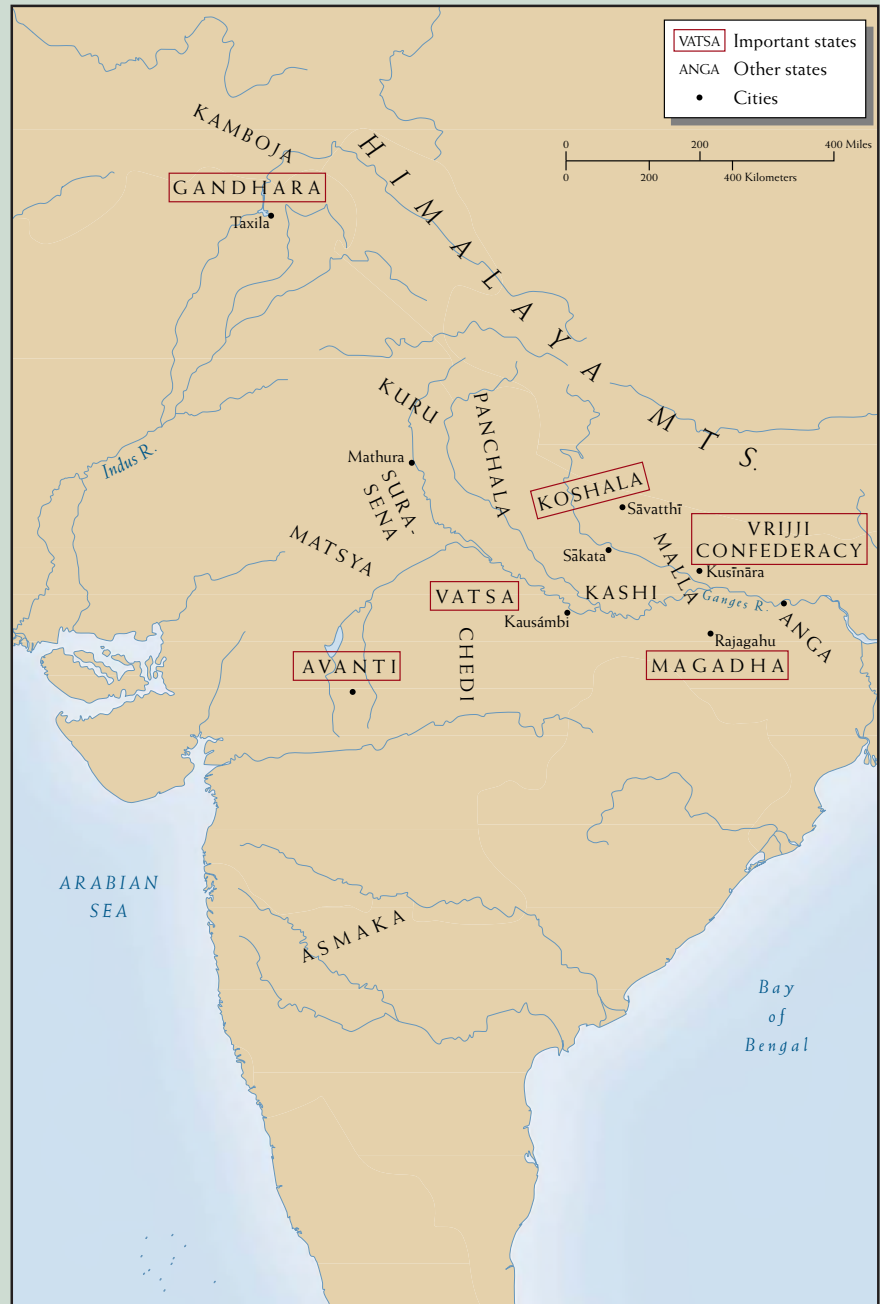 VATSA Important states
ANGA Other states
Cities
0 200 400 Miles
0 200 400 Kilometers
KAMBOJA
HIMALAYA MTS.
GANDHARA
Taxila
KURU
PANCHALA
Indus R.
Mathura
SURA-
SENA
KOSHALA
Sāvatthī
VRIJJI
CONFEDERACY
MATSYA
Sākata
MALLA
Kusīnāra
VATSA
KASHI
Ganges R.
Kausámbi
ANGA
CHEDI
Rajagahu
AVANTI
MAGADHA
ARABIAN
SEA
ASMAKA
Bay
of
Bengal